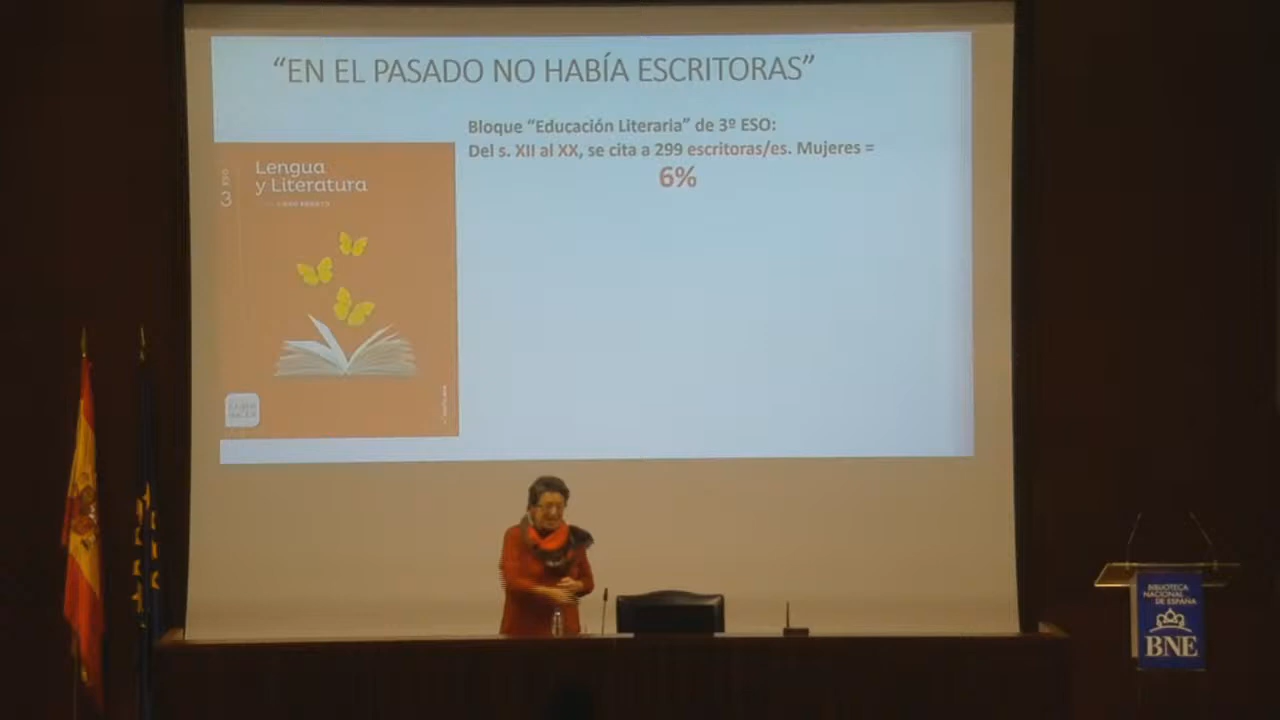 “EN EL PASADO NO HABÍA ESCRITORAS”
Bloque “Educación Literaria” de 3º ESO:
Del s. XII al XX, se cita a 299 escritoras/es. Mujeres =
6%
3 ESO
Lengua
y Literatura
BIBLIOTECA
NACIONAL
DE ESPAÑA
BNE